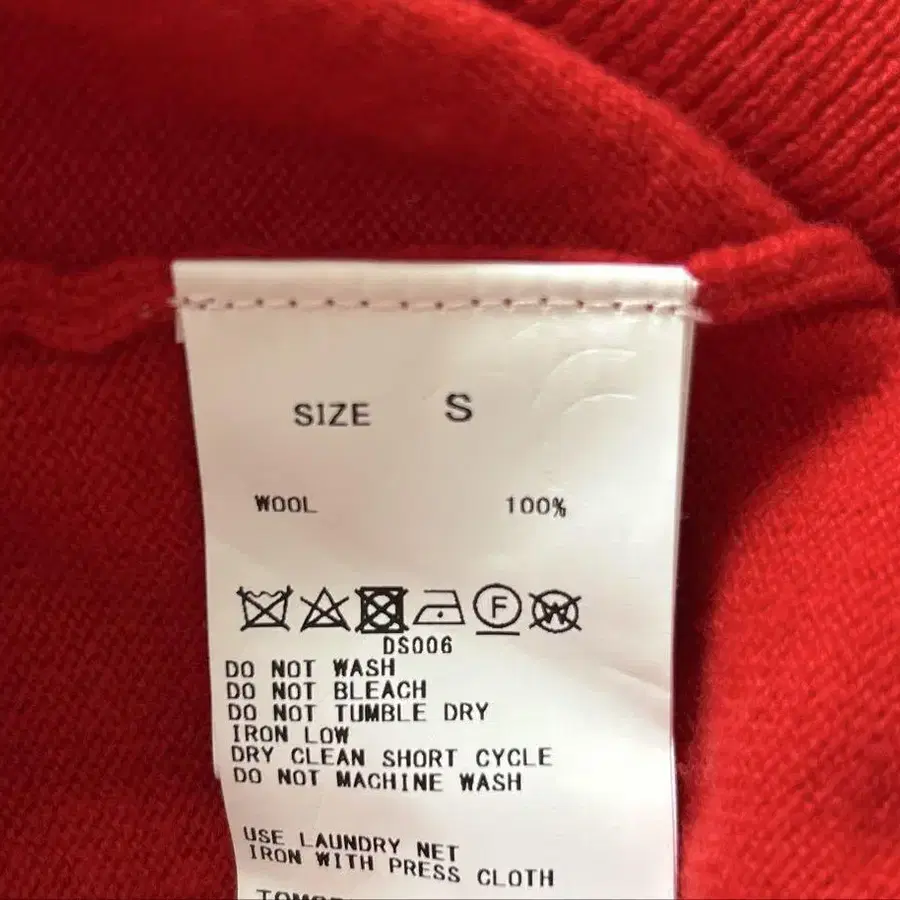 SIZE S
WOOL 100%
F W
DS006
DO NOT WASH
DO NOT BLEACH
DO NOT TUMBLE DRY
IRON LOW
DRY CLEAN SHORT CYCLE
DO NOT MACHINE WASH
USE LAUNDRY NET
IRON WITH PRESS CLOTH